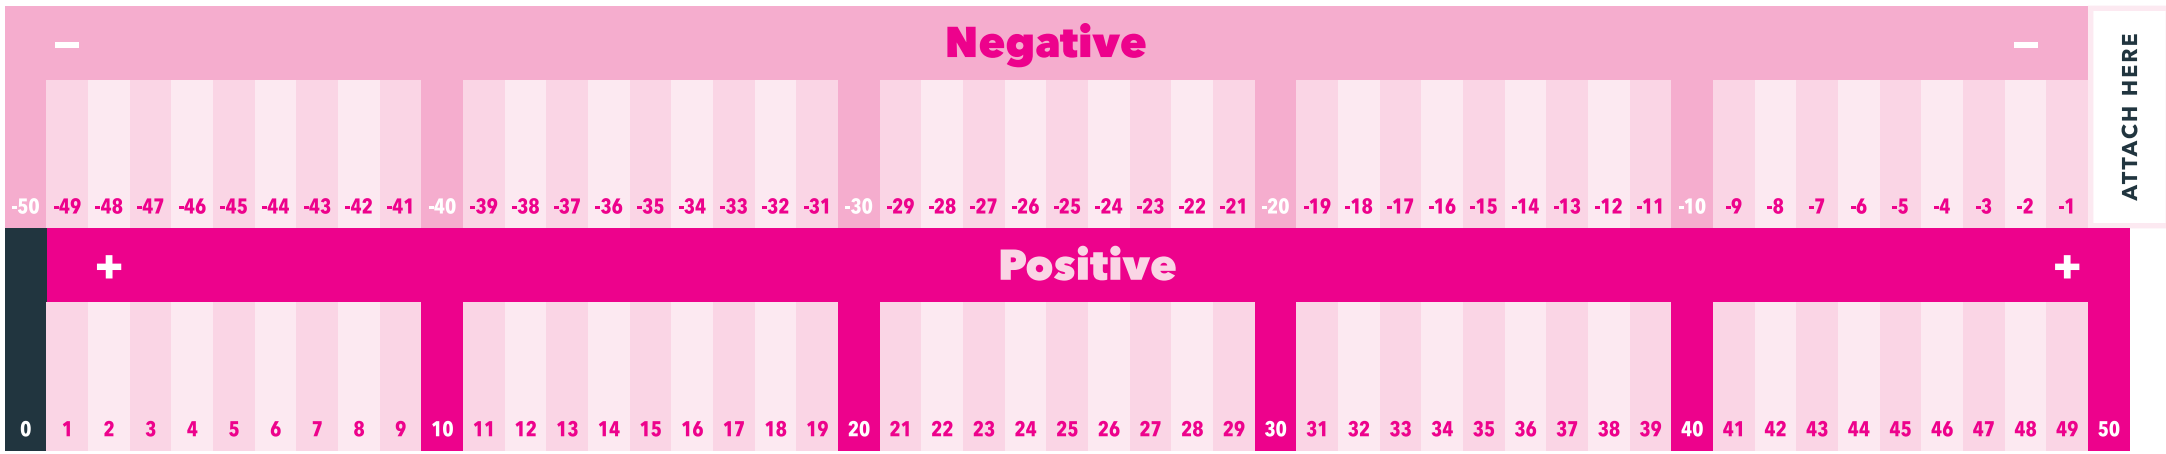 − Negative −
-50 -49 -48 -47 -46 -45 -44 -43 -42 -41 -40 -39 -38 -37 -36 -35 -34 -33 -32 -31 -30 -29 -28 -27 -26 -25 -24 -23 -22 -21 -20 -19 -18 -17 -16 -15 -14 -13 -12 -11 -10 -9 -8 -7 -6 -5 -4 -3 -2 -1
ATTACH HERE
+ Positive +
0 1 2 3 4 5 6 7 8 9 10 11 12 13 14 15 16 17 18 19 20 21 22 23 24 25 26 27 28 29 30 31 32 33 34 35 36 37 38 39 40 41 42 43 44 45 46 47 48 49 50